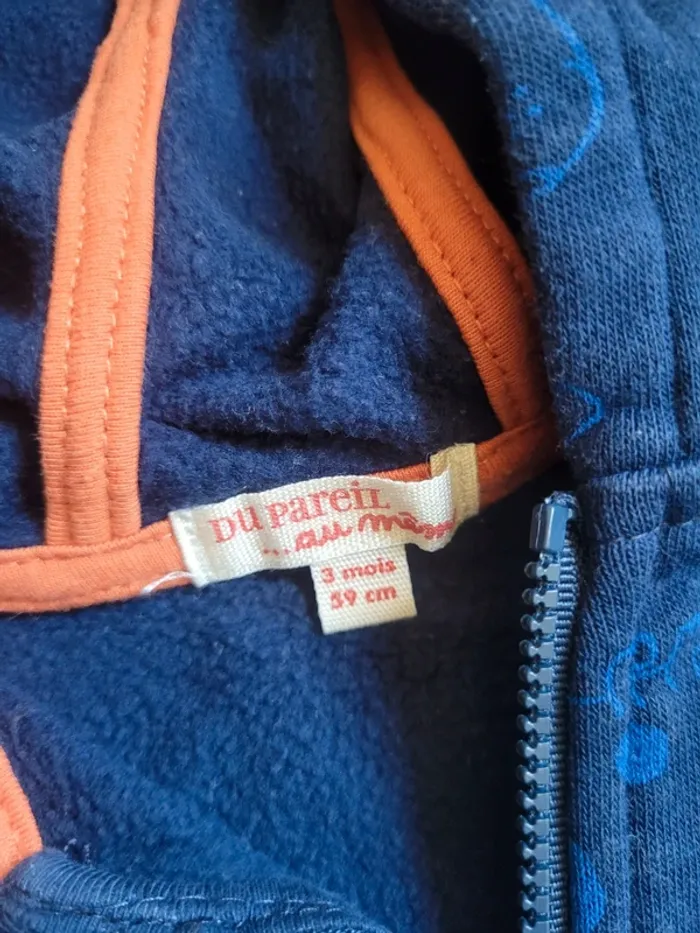 Du pareil
...au même
3 mois
59 cm